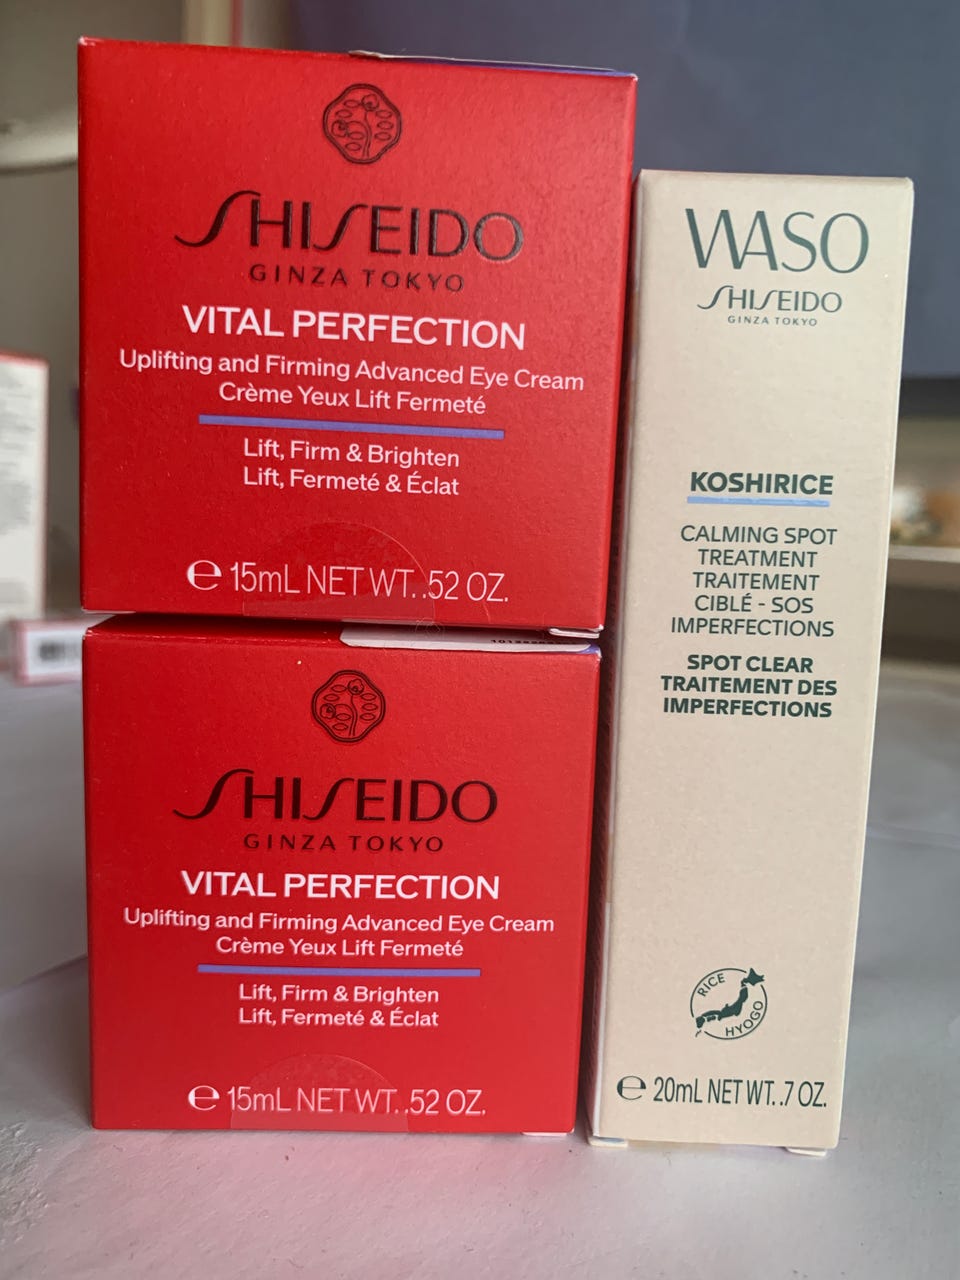 SHISEIDO
GINZA TOKYO
VITAL PERFECTION
Uplifting and Firming Advanced Eye Cream
Crème Yeux Lift Fermeté
Lift, Firm & Brighten
Lift, Fermeté & Éclat
℮ 15mL NET WT. .52 OZ.
SHISEIDO
GINZA TOKYO
VITAL PERFECTION
Uplifting and Firming Advanced Eye Cream
Crème Yeux Lift Fermeté
Lift, Firm & Brighten
Lift, Fermeté & Éclat
℮ 15mL NET WT. .52 OZ.
WASO
SHISEIDO
GINZA TOKYO
KOSHIRICE
CALMING SPOT
TREATMENT
TRAITEMENT
CIBLÉ - SOS
IMPERFECTIONS
SPOT CLEAR
TRAITEMENT DES
IMPERFECTIONS
RICE
HYOGO
℮ 20mL NET WT. .7 OZ.